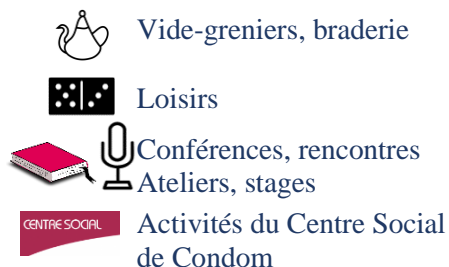 Vide-greniers, braderie
Loisirs
Conférences, rencontres
Ateliers, stages
CENTRE SOCIAL
Activités du Centre Social
de Condom